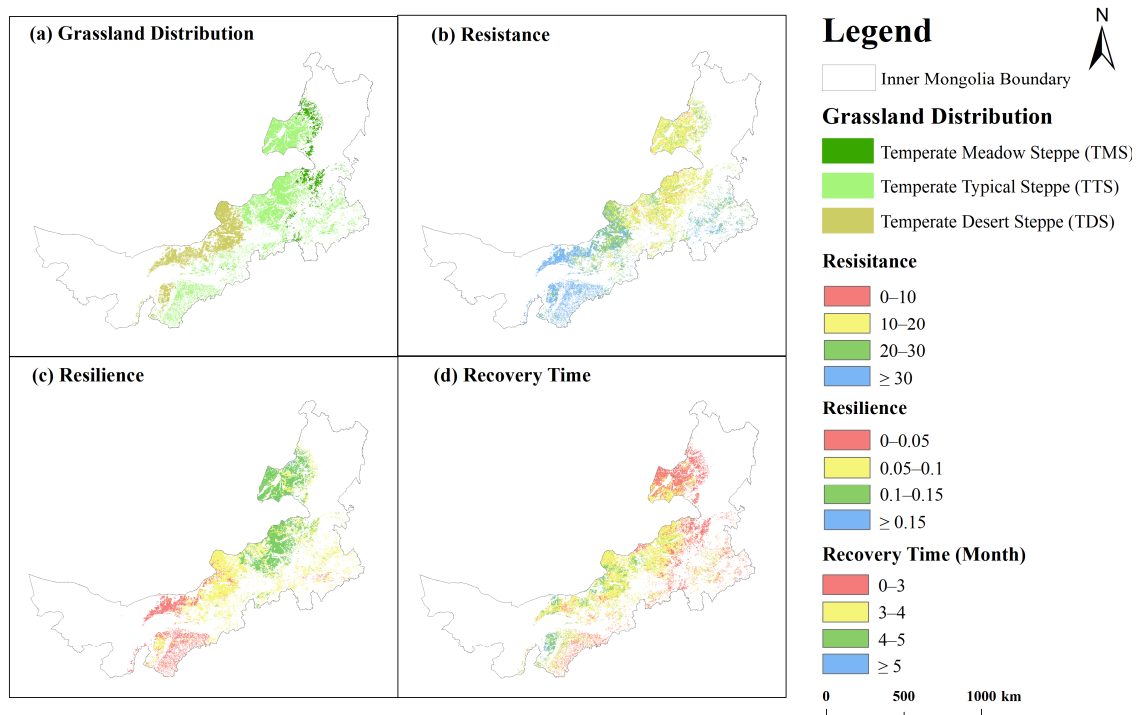 (a) Grassland Distribution
(b) Resistance
(c) Resilience
(d) Recovery Time
N
Legend
Inner Mongolia Boundary
Grassland Distribution
Temperate Meadow Steppe (TMS)
Temperate Typical Steppe (TTS)
Temperate Desert Steppe (TDS)
Resisitance
0–10
10–20
20–30
≥ 30
Resilience
0–0.05
0.05–0.1
0.1–0.15
≥ 0.15
Recovery Time (Month)
0–3
3–4
4–5
≥ 5
0 500 1000 km